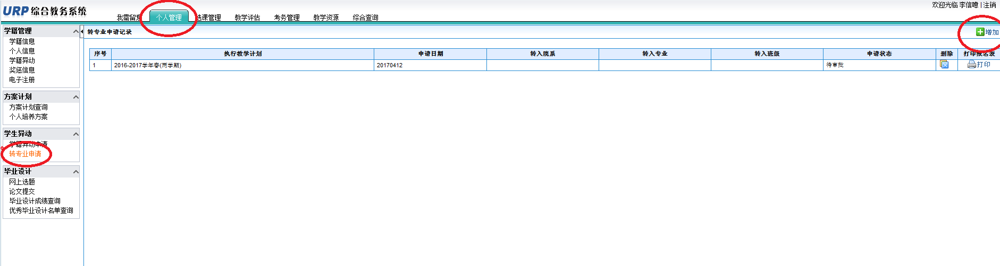 URP 综合教务系统
欢迎光临 李信噫 | 注销
我需留意 个人管理 选课管理 教学评估 考务管理 教学资源 综合查询
学籍管理
学籍信息
个人信息
学籍异动
奖惩信息
电子注册
方案计划
方案计划查询
个人培养方案
学生异动
学籍异动申请
转专业申请
毕业设计
网上选题
论文提交
毕业设计成绩查询
优秀毕业设计名单查询
转专业申请记录 增加
序号 执行教学计划 申请日期 转入院系 转入专业 转入班级 申请状态 删除 打印报名表
1 2016-2017学年春(两学期) 20170412 待审批 打印